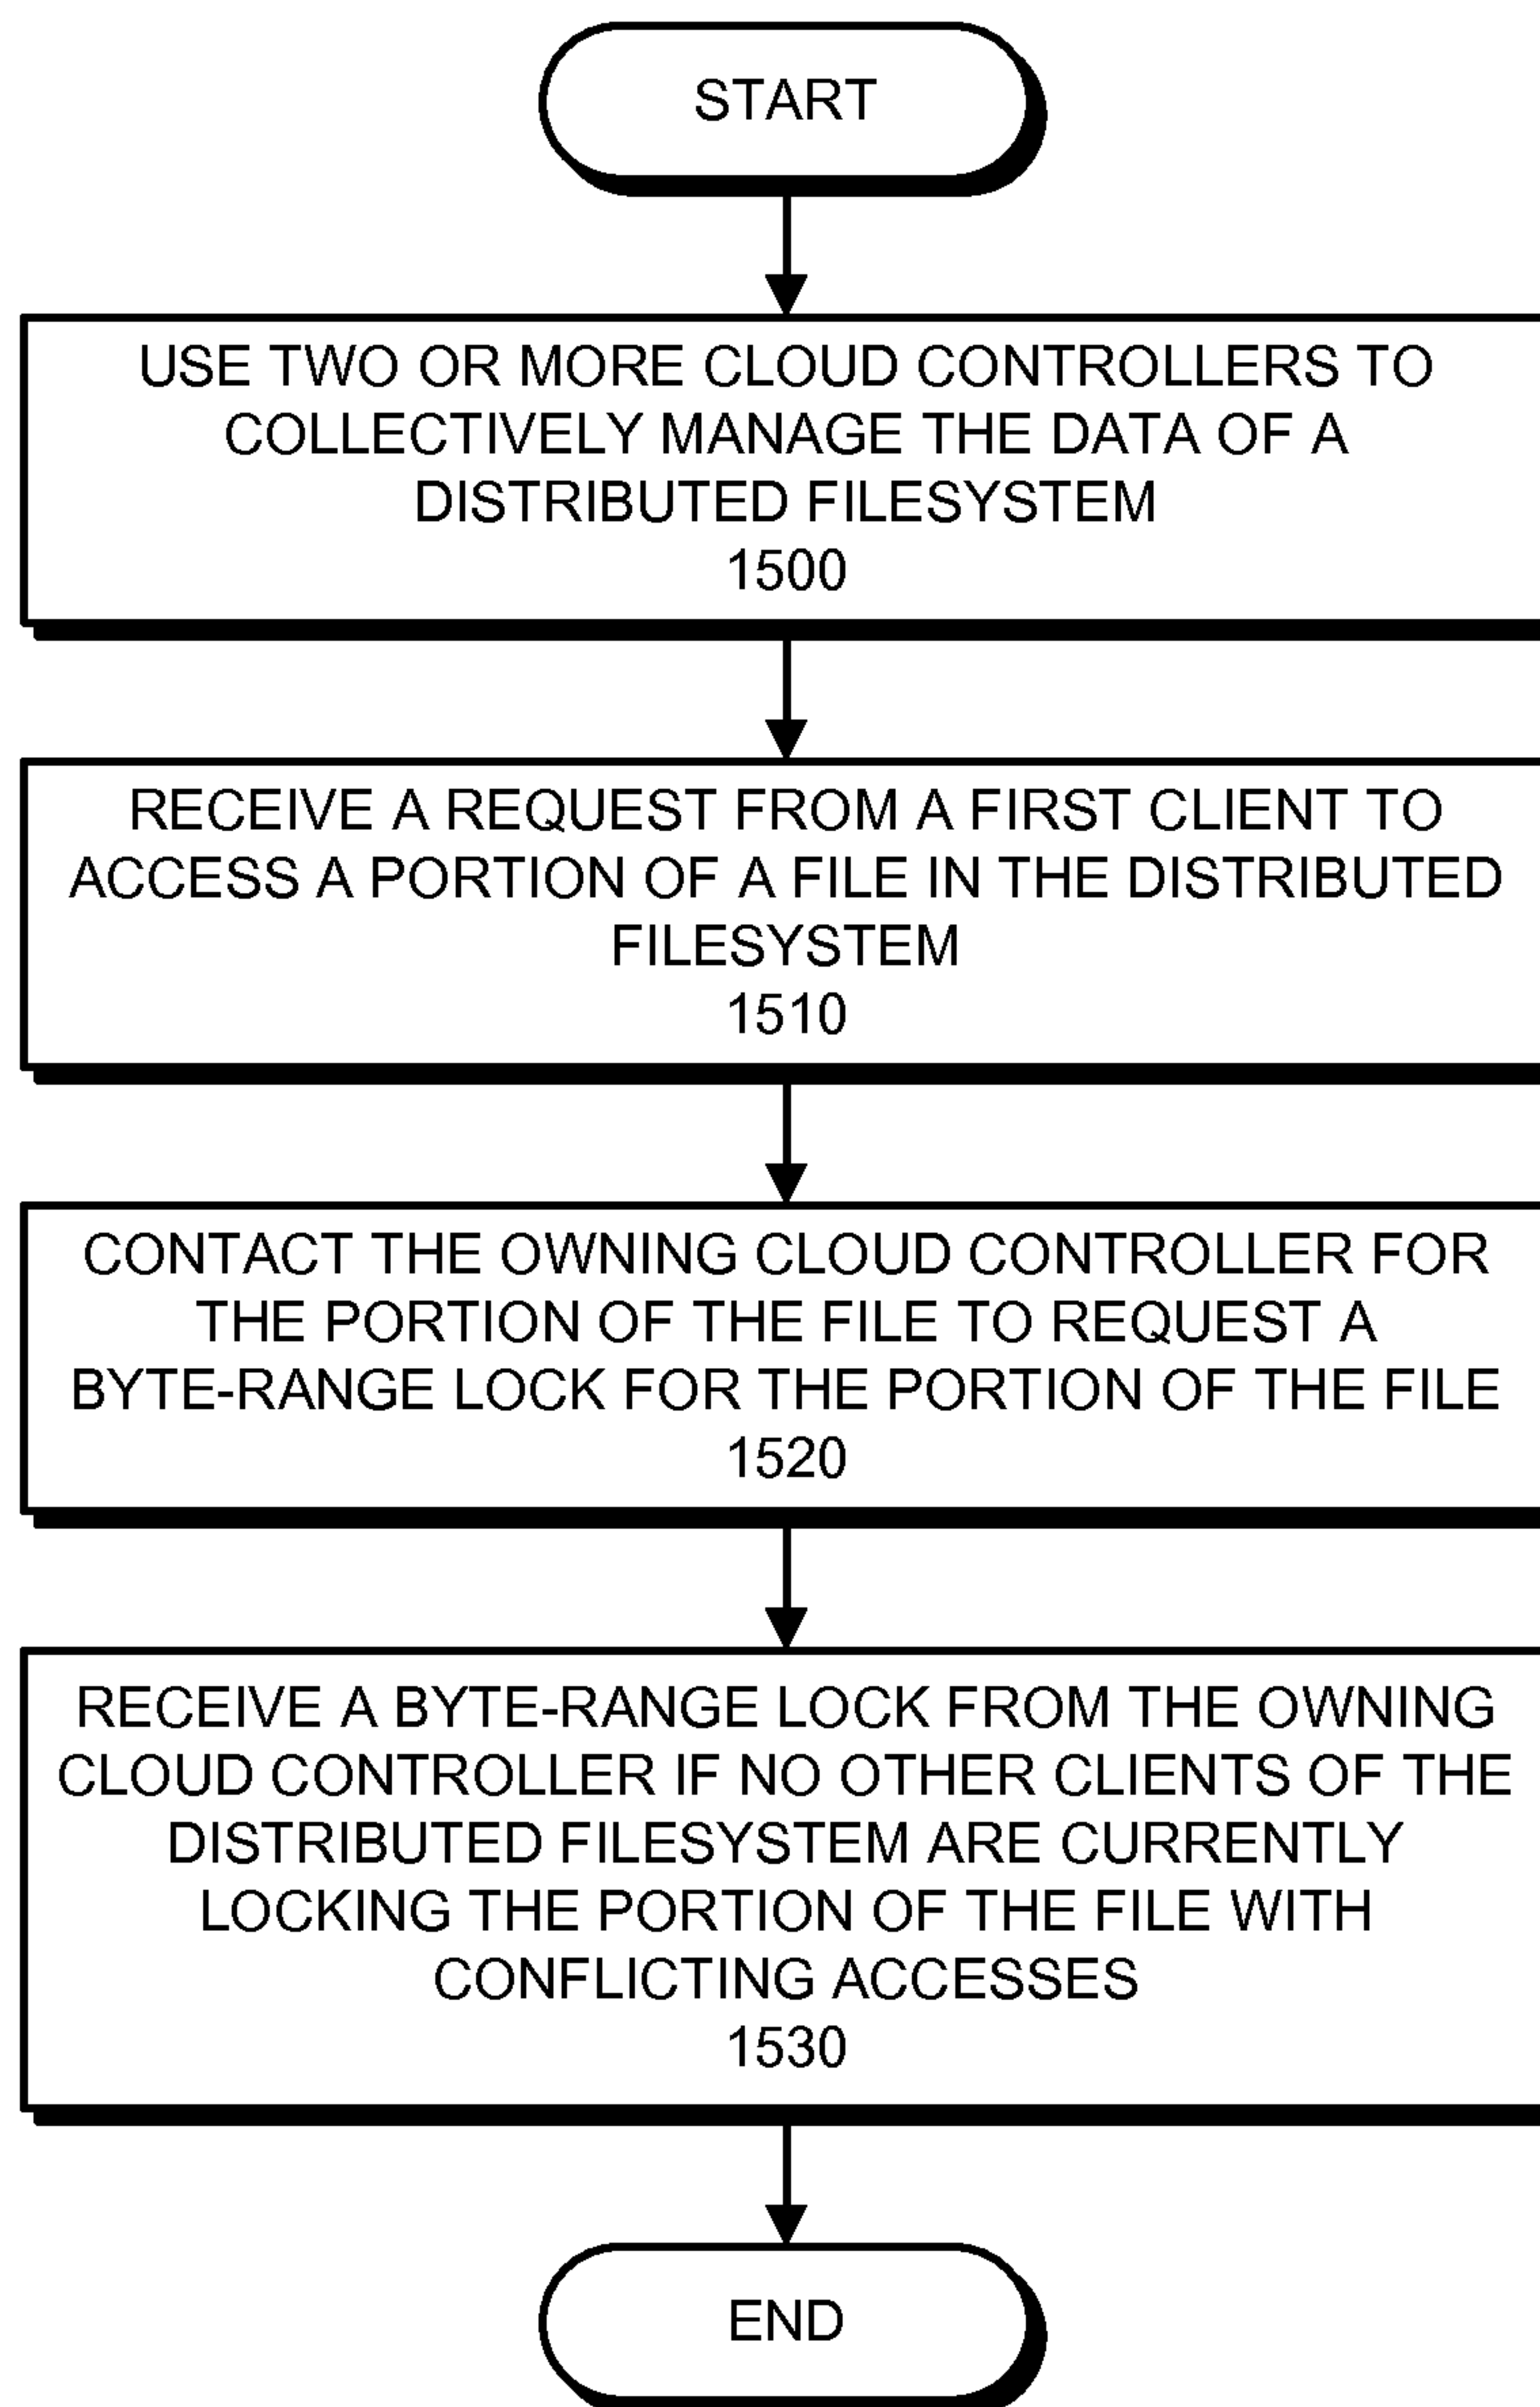 START
USE TWO OR MORE CLOUD CONTROLLERS TO
COLLECTIVELY MANAGE THE DATA OF A
DISTRIBUTED FILESYSTEM
1500
RECEIVE A REQUEST FROM A FIRST CLIENT TO
ACCESS A PORTION OF A FILE IN THE DISTRIBUTED
FILESYSTEM
1510
CONTACT THE OWNING CLOUD CONTROLLER FOR
THE PORTION OF THE FILE TO REQUEST A
BYTE-RANGE LOCK FOR THE PORTION OF THE FILE
1520
RECEIVE A BYTE-RANGE LOCK FROM THE OWNING
CLOUD CONTROLLER IF NO OTHER CLIENTS OF THE
DISTRIBUTED FILESYSTEM ARE CURRENTLY
LOCKING THE PORTION OF THE FILE WITH
CONFLICTING ACCESSES
1530
END